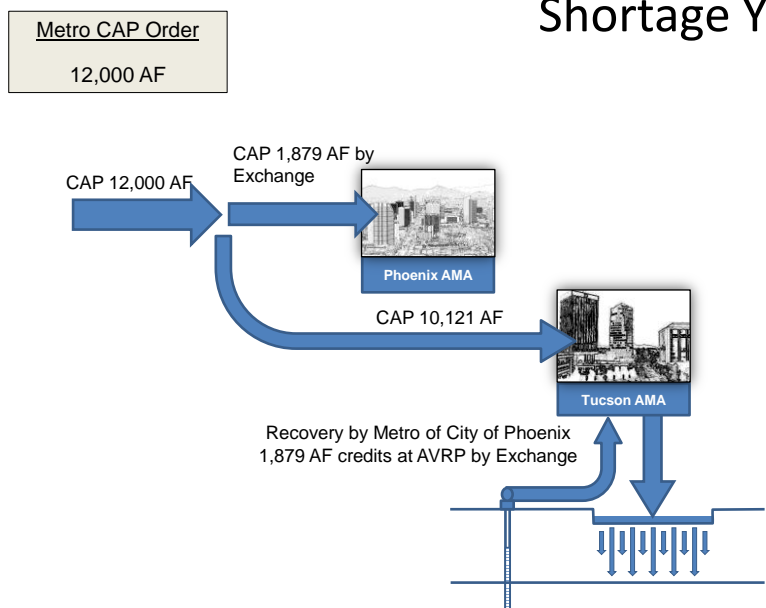 Shortage Y
Metro CAP Order
12,000 AF
CAP 1,879 AF by
Exchange
CAP 12,000 AF
Phoenix AMA
CAP 10,121 AF
Tucson AMA
Recovery by Metro of City of Phoenix
1,879 AF credits at AVRP by Exchange